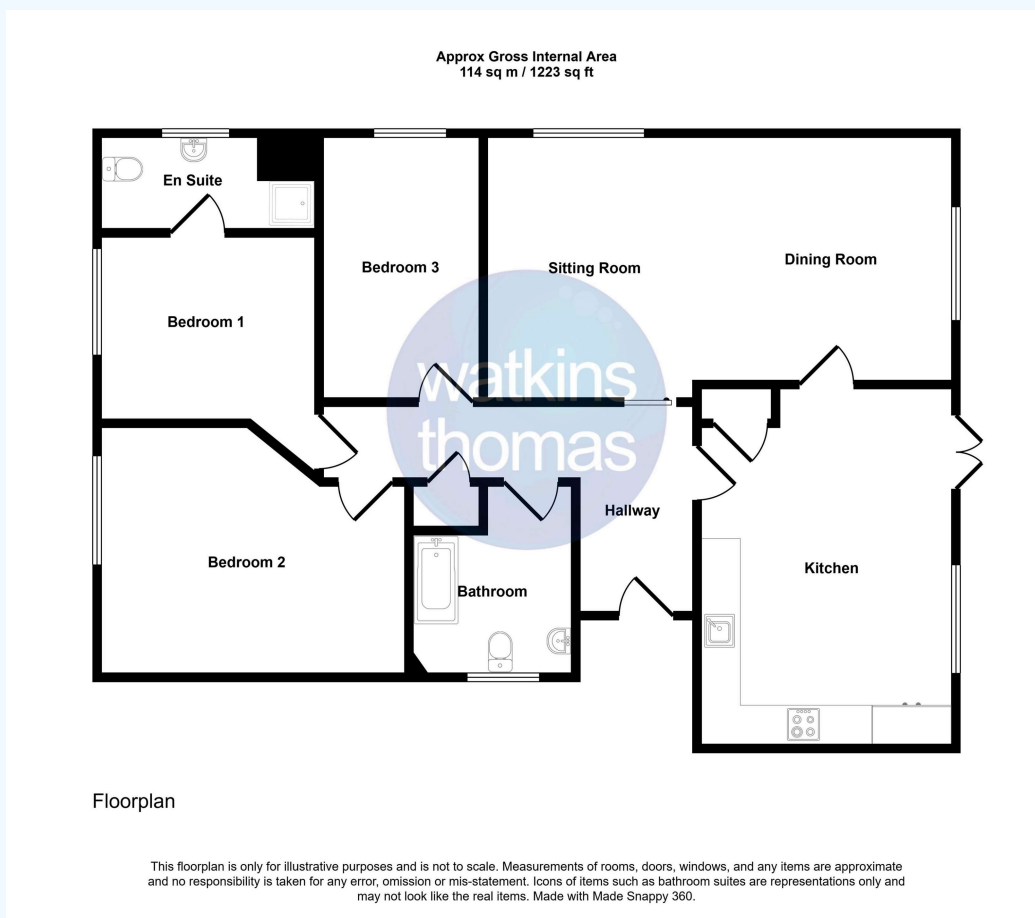 Approx Gross Internal Area
114 sq m / 1223 sq ft
En Suite
Bedroom 1
Bedroom 3
Sitting Room
Dining Room
watkins
thomas
Hallway
Bedroom 2
Bathroom
Kitchen
Floorplan
This floorplan is only for illustrative purposes and is not to scale. Measurements of rooms, doors, windows, and any items are approximate
and no responsibility is taken for any error, omission or mis-statement. Icons of items such as bathroom suites are representations only and
may not look like the real items. Made with Made Snappy 360.